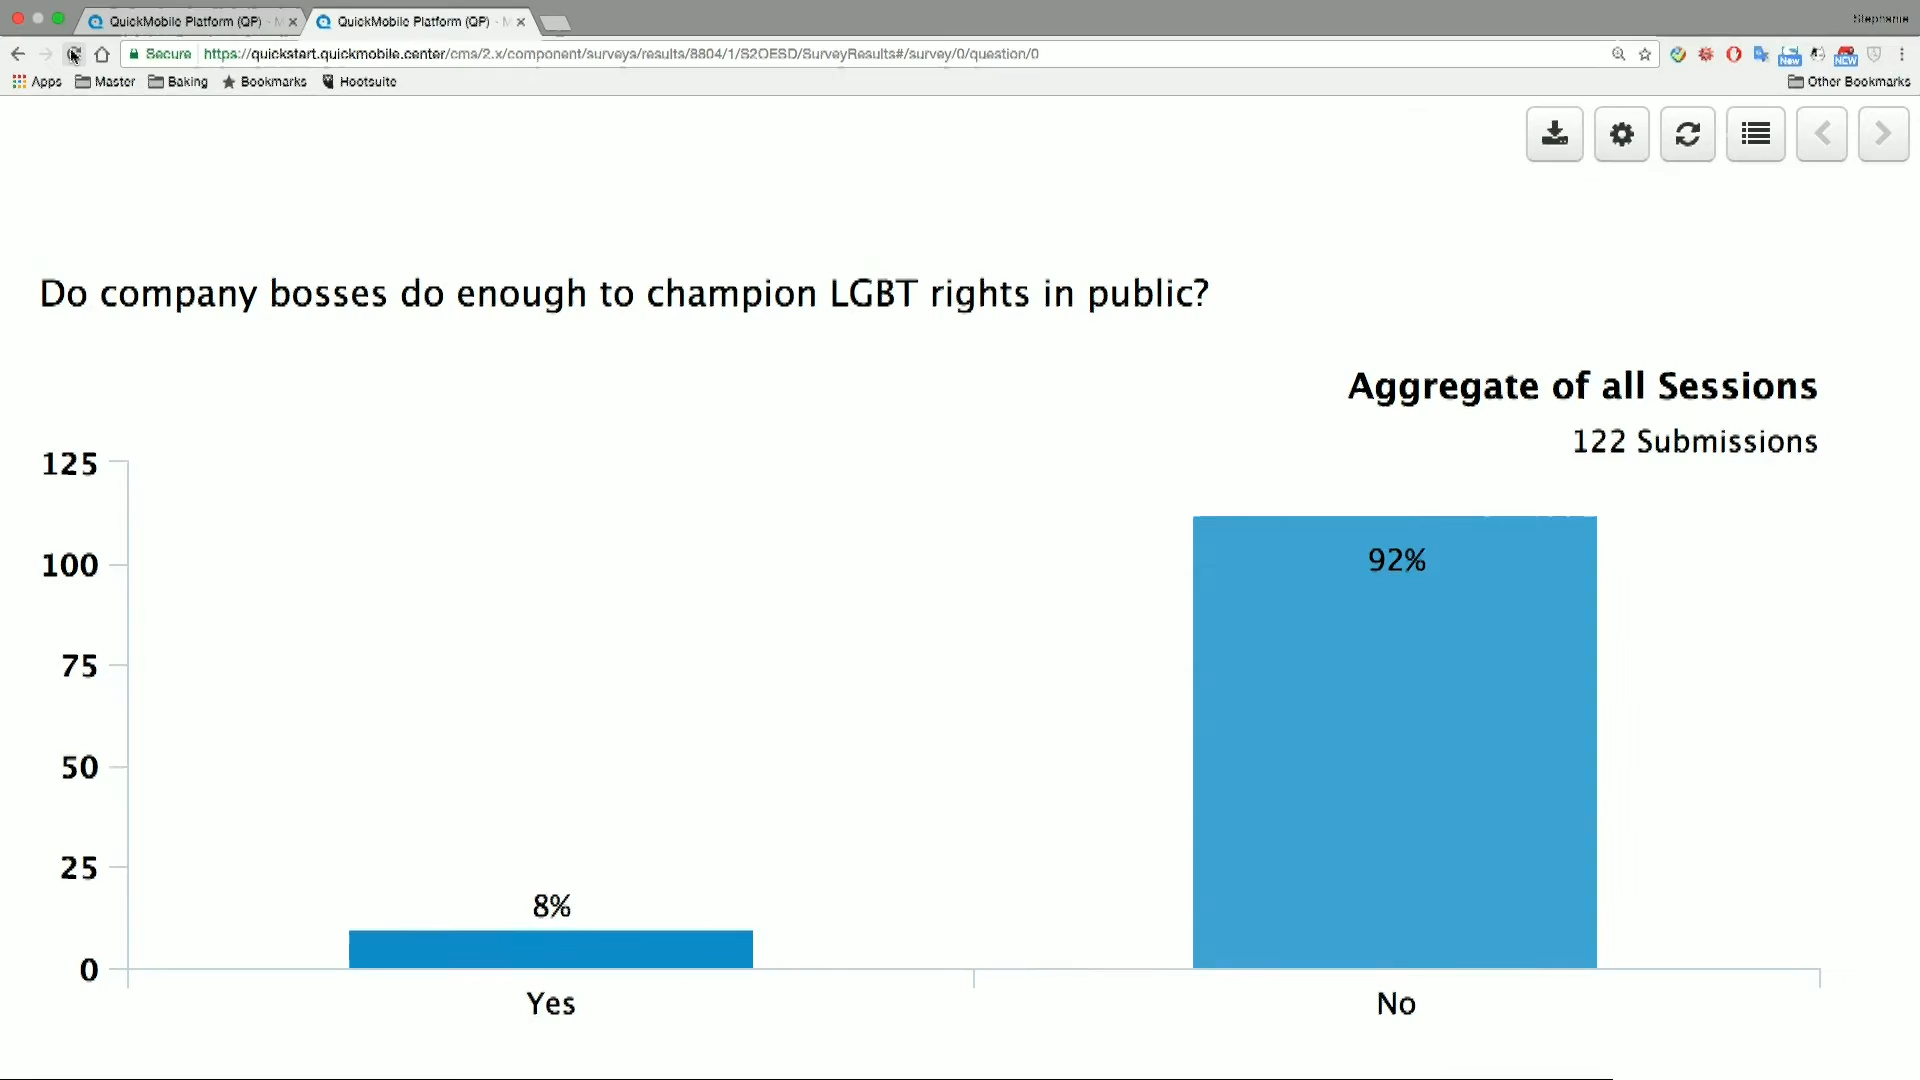 QuickMobile Platform (QP) - M
QuickMobile Platform (QP) - M
Stephanie
Secure
https://quickstart.quickmobile.center/cms/2.x/component/surveys/results/8804/1/S2OESD/SurveyResults#/survey/0/question/0
New
NEW
Apps
Master
Baking
Bookmarks
Hootsuite
Other Bookmarks
Do company bosses do enough to champion LGBT rights in public?
Aggregate of all Sessions
122 Submissions
125
100
75
50
25
0
8%
92%
Yes
No